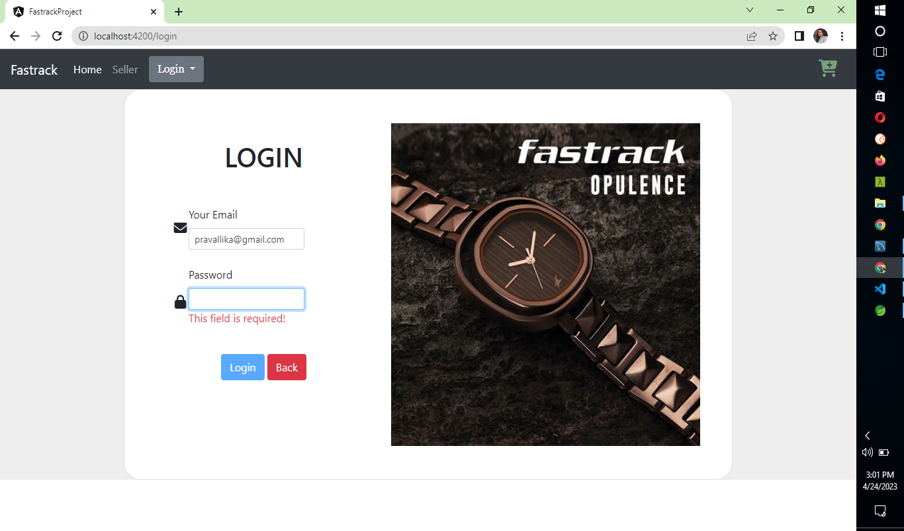 FastrackProject
localhost:4200/login
Fastrack Home Seller Login
fastrack
OPULENCE
LOGIN
Your Email
pravallika@gmail.com
Password
This field is required!
Login Back
3:01 PM
4/24/2023